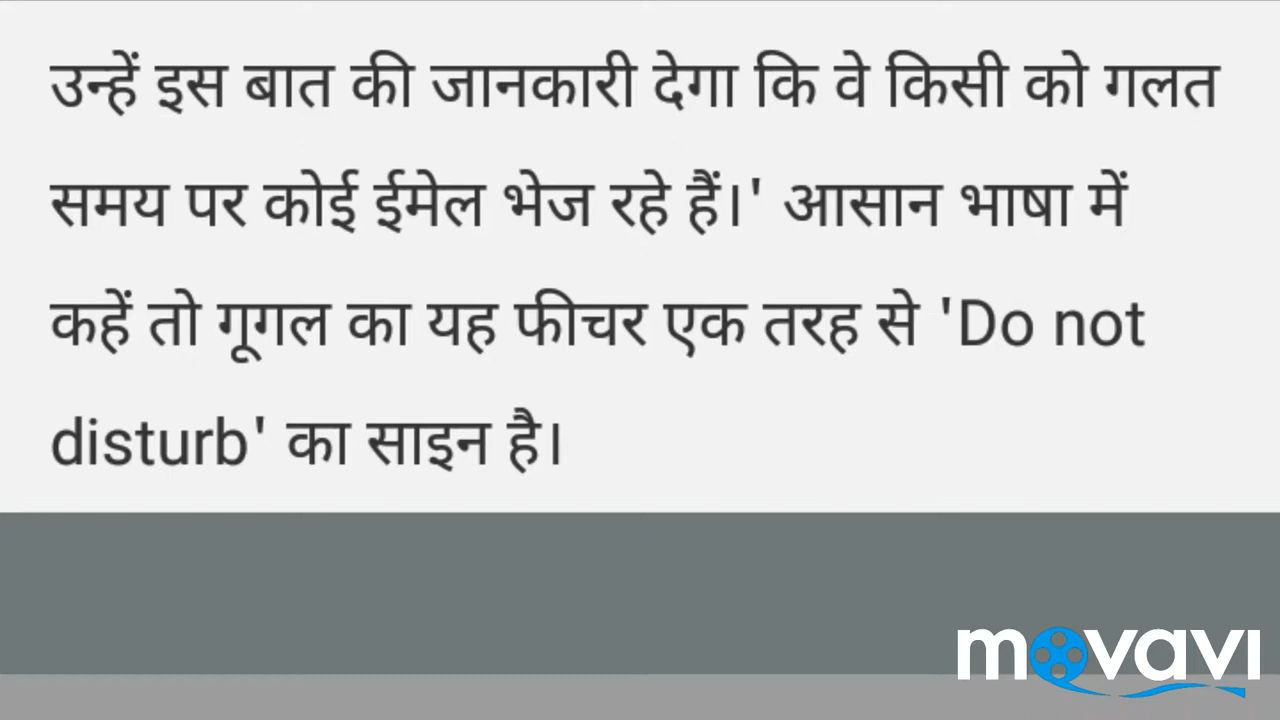 उन्हें इस बात की जानकारी देगा कि वे किसी को गलत
समय पर कोई ईमेल भेज रहे हैं।' आसान भाषा में
कहें तो गूगल का यह फीचर एक तरह से 'Do not
disturb' का साइन है।
movavi